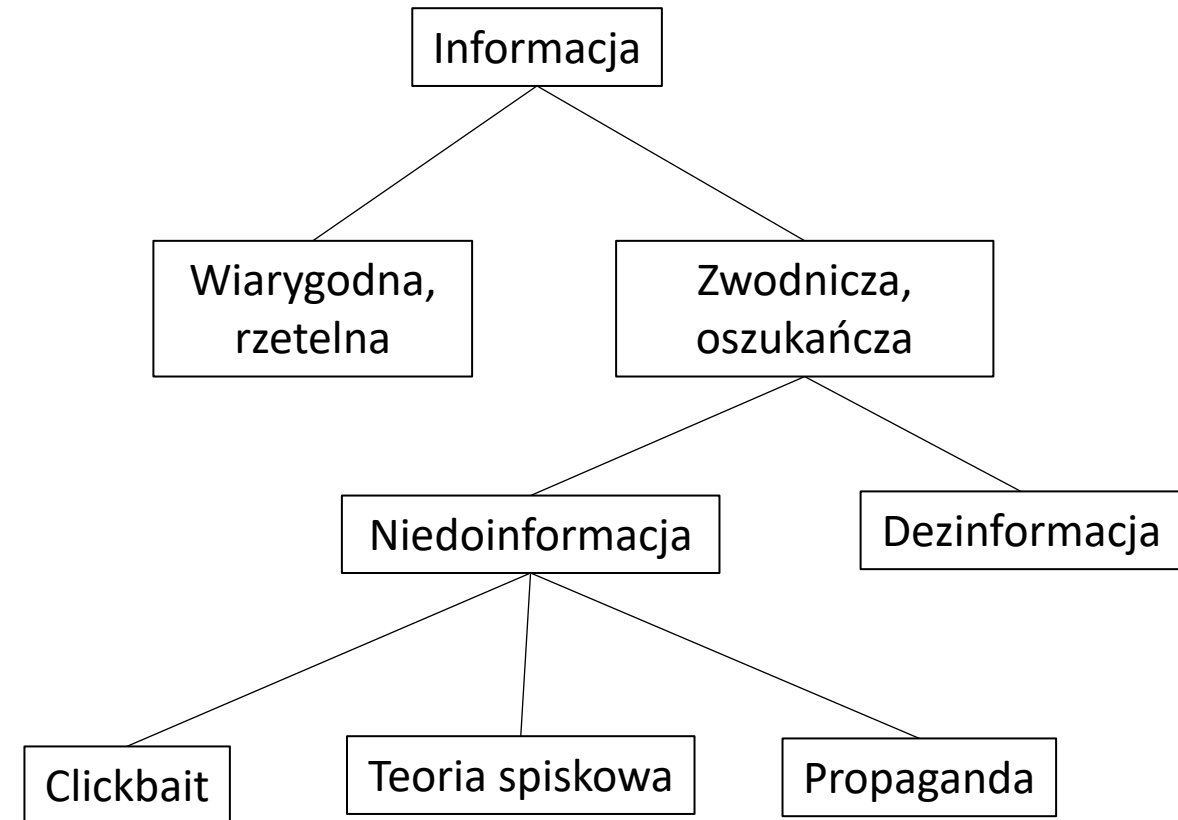 Informacja
Wiarygodna,
rzetelna
Zwodnicza,
oszukańcza
Niedoinformacja
Dezinformacja
Clickbait
Teoria spiskowa
Propaganda